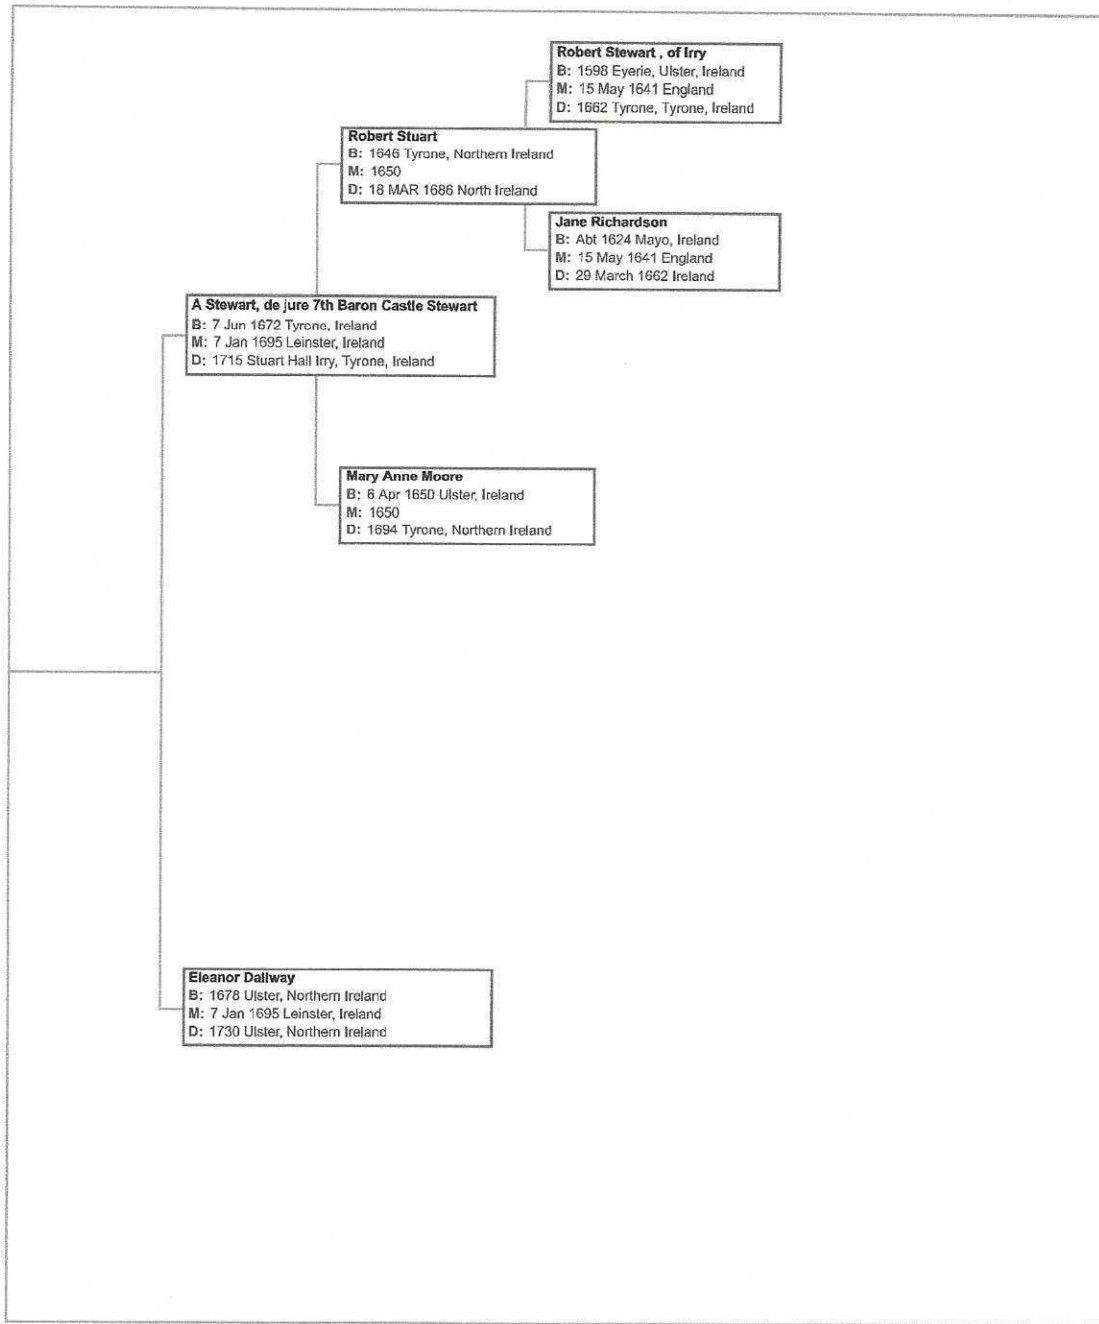 Robert Stewart , of Irry
B: 1598 Eyerie, Ulster, Ireland
M: 15 May 1641 England
D: 1662 Tyrone, Tyrone, Ireland
Robert Stuart
B: 1646 Tyrone, Northern Ireland
M: 1650
D: 18 MAR 1686 North Ireland
Jane Richardson
B: Abt 1624 Mayo, Ireland
M: 15 May 1641 England
D: 29 March 1662 Ireland
A Stewart, de jure 7th Baron Castle Stewart
B: 7 Jun 1672 Tyrone, Ireland
M: 7 Jan 1695 Leinster, Ireland
D: 1715 Stuart Hall Irry, Tyrone, Ireland
Mary Anne Moore
B: 6 Apr 1650 Ulster, Ireland
M: 1650
D: 1694 Tyrone, Northern Ireland
Eleanor Dallway
B: 1678 Ulster, Northern Ireland
M: 7 Jan 1695 Leinster, Ireland
D: 1730 Ulster, Northern Ireland